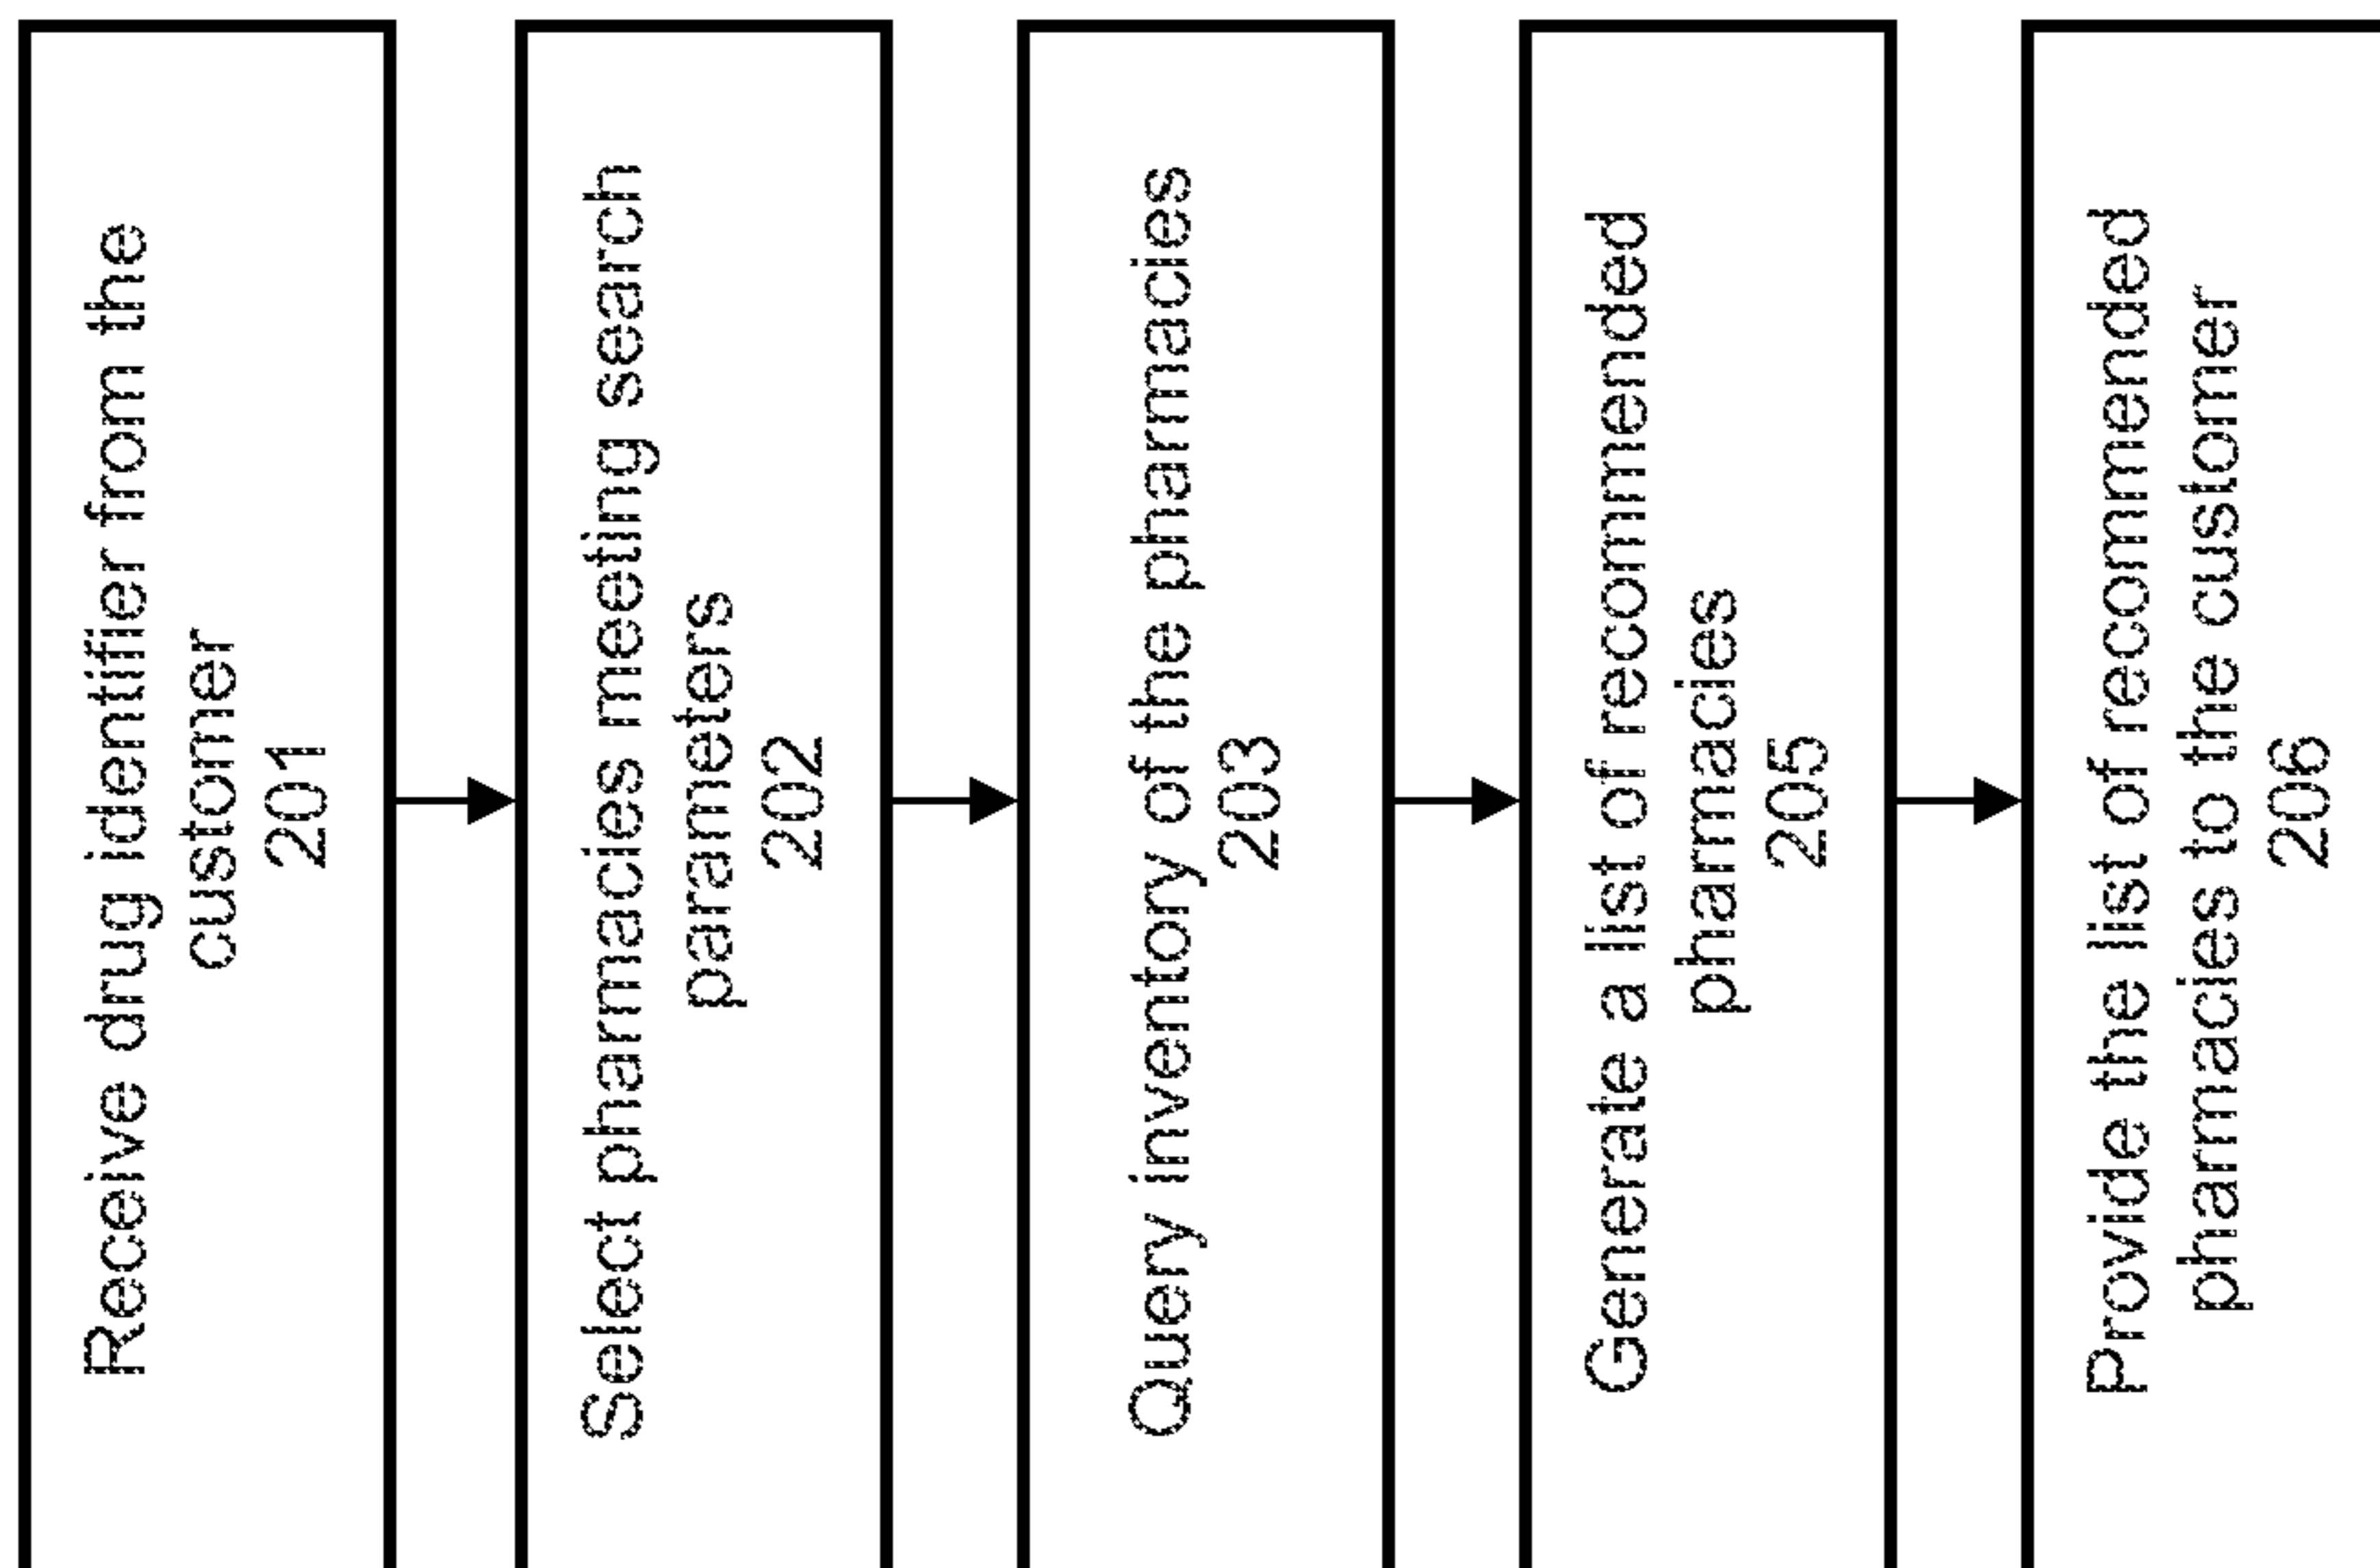 Receive drug identifier from the
customer
201
Select pharmacies meeting search
parameters
202
Query inventory of the pharmacies
203
Generate a list of recommended
pharmacies
205
Provide the list of recommended
pharmacies to the customer
206